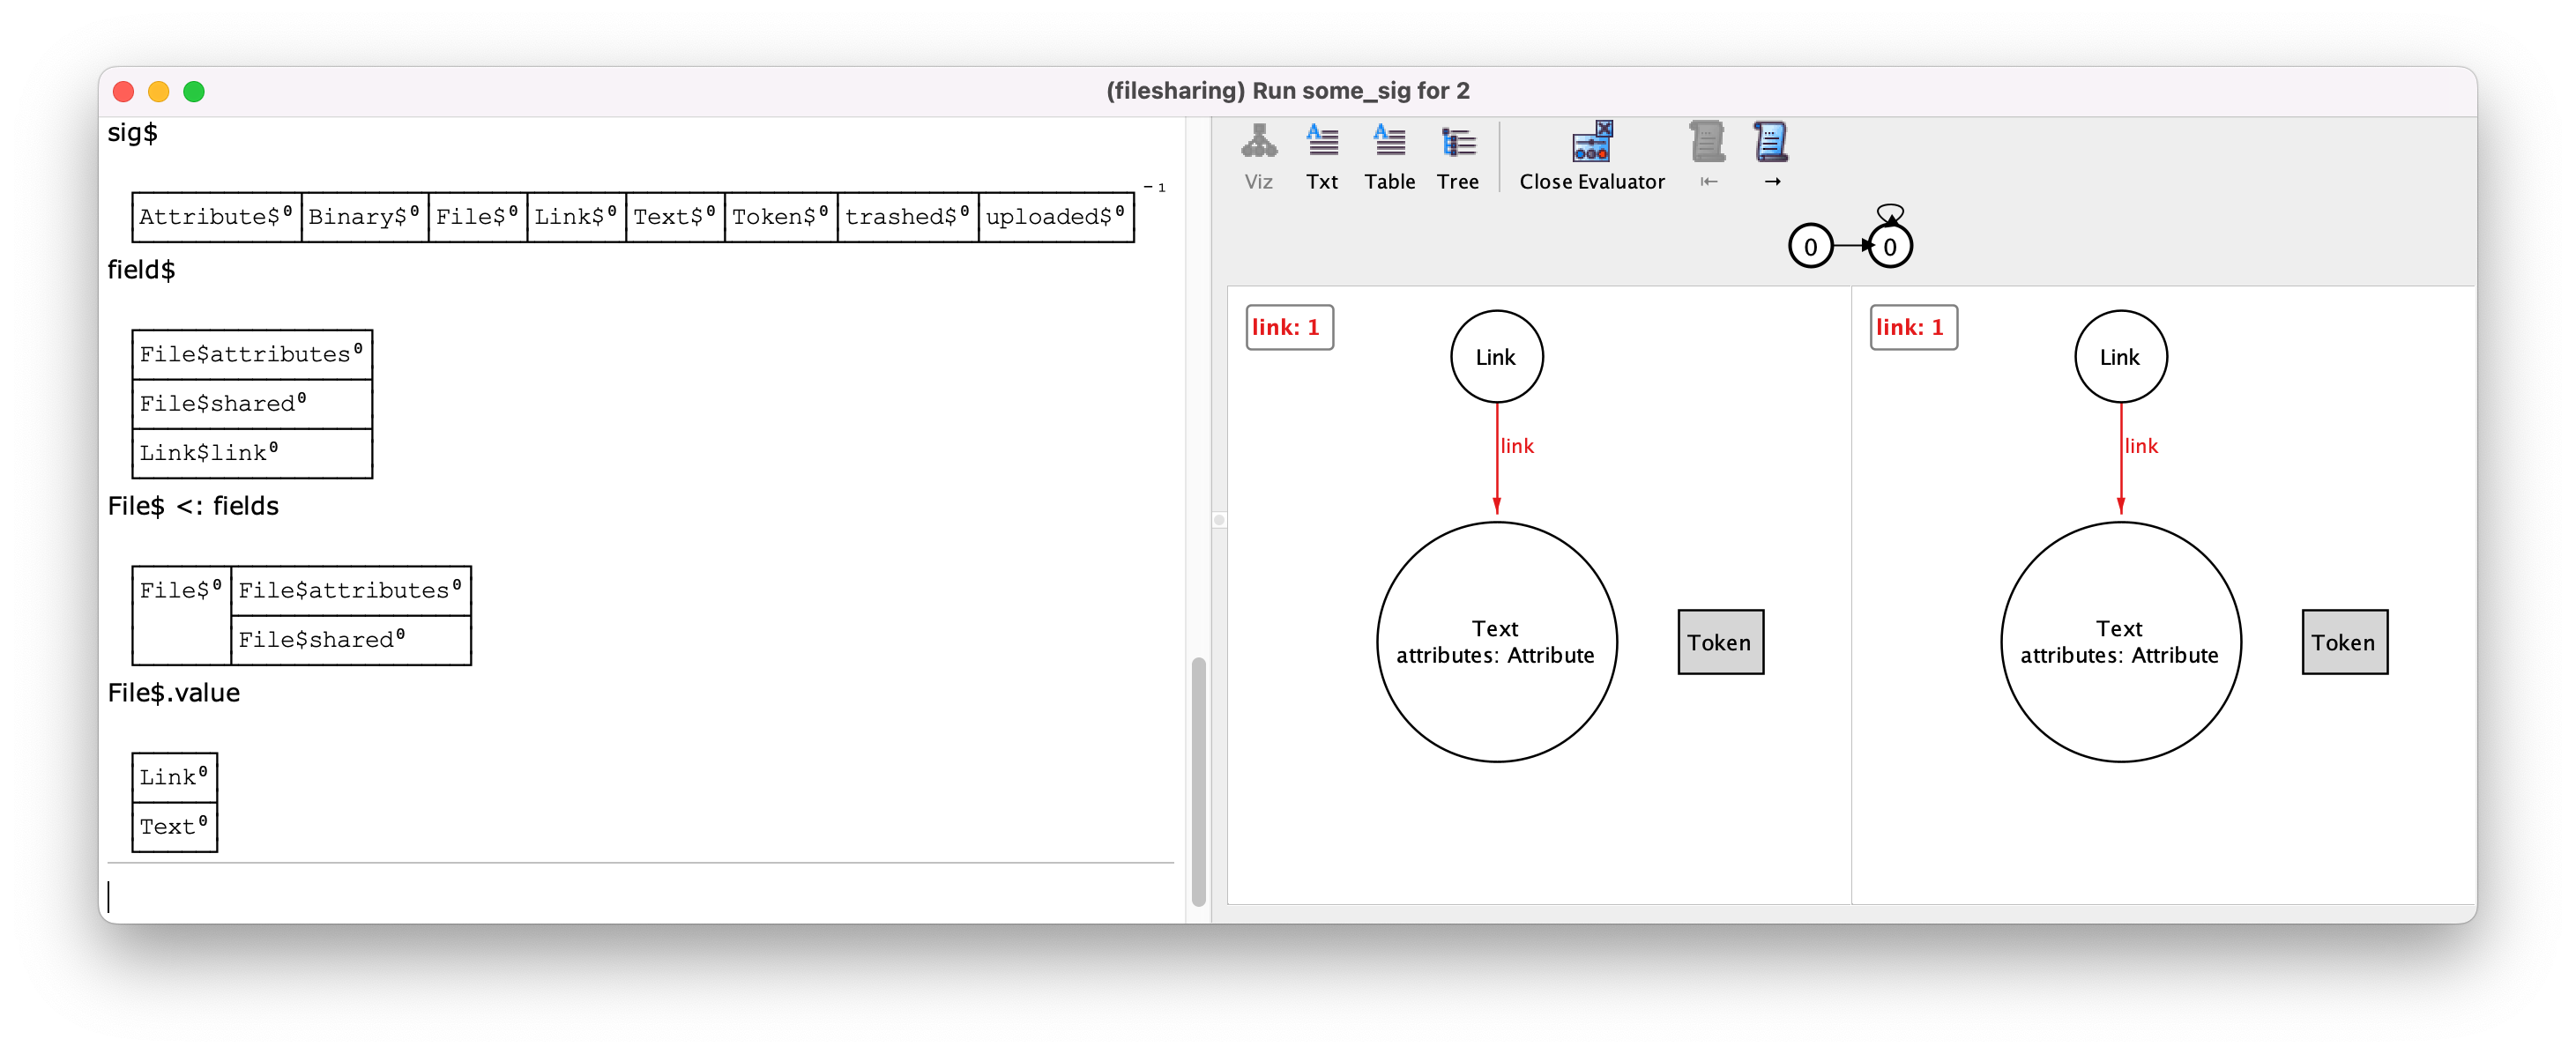 (filesharing) Run some_sig for 2
sig$
Attribute$⁰ Binary$⁰ File$⁰ Link$⁰ Text$⁰ Token$⁰ trashed$⁰ uploaded$⁰ ⁻¹
field$
File$attributes⁰
File$shared⁰
Link$link⁰
File$ <: fields
File$⁰ File$attributes⁰
File$shared⁰
File$.value
Link⁰
Text⁰
Viz Txt Table Tree Close Evaluator ⇤ →
0 0
link: 1
Link
link
Text
attributes: Attribute
Token
link: 1
Link
link
Text
attributes: Attribute
Token